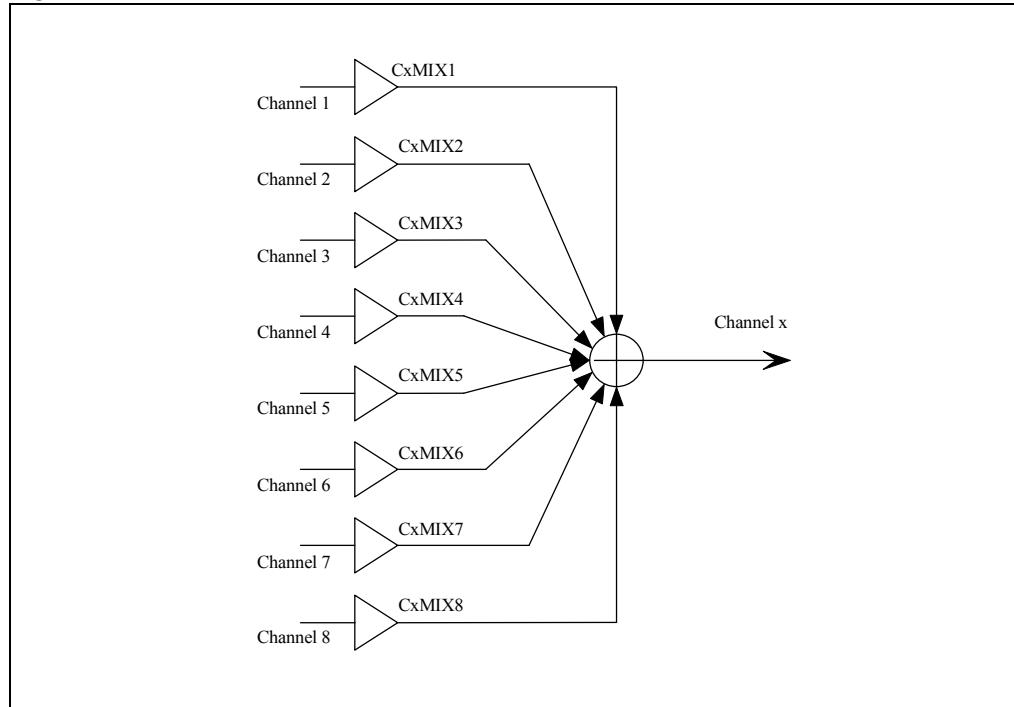 CxMIX1
Channel 1
CxMIX2
Channel 2
CxMIX3
Channel 3
CxMIX4
Channel x
Channel 4
CxMIX5
Channel 5
CxMIX6
Channel 6
CxMIX7
Channel 7
CxMIX8
Channel 8